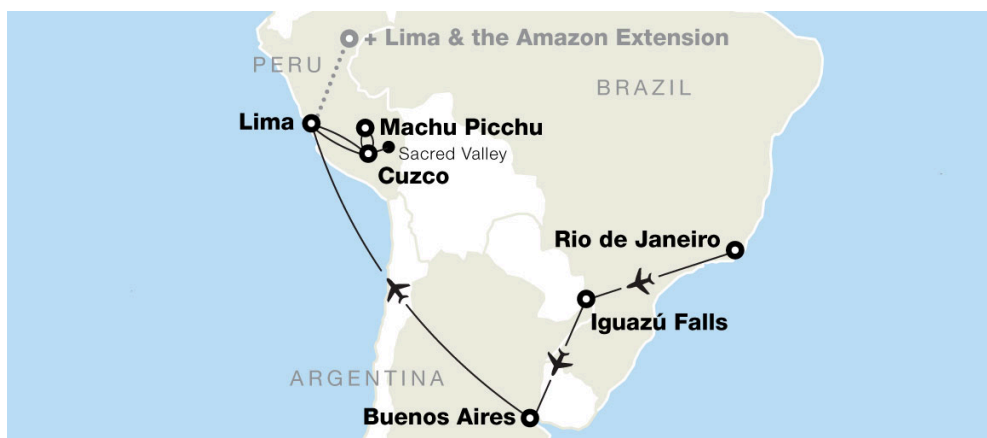 + Lima & the Amazon Extension
PERU
BRAZIL
Lima
Machu Picchu
Sacred Valley
Cuzco
Rio de Janeiro
Iguazú Falls
ARGENTINA
Buenos Aires